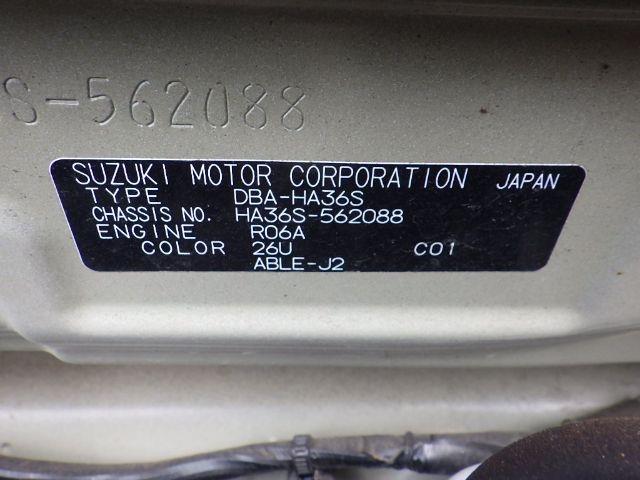 S-562088
SUZUKI MOTOR CORPORATION JAPAN
TYPE DBA-HA36S
CHASSIS NO. HA36S-562088
ENGINE R06A
COLOR 26U C01
ABLE-J2